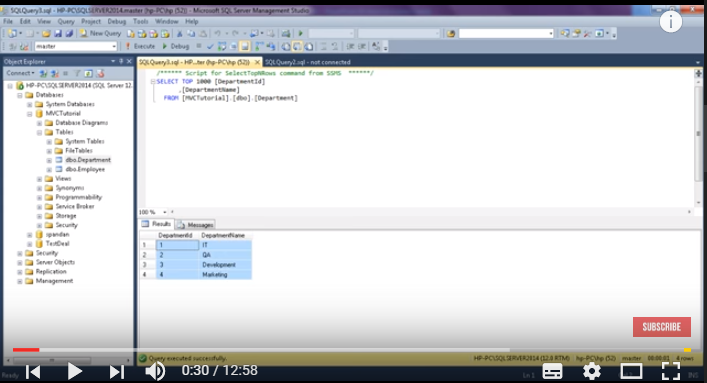 SQLQuery3.sql - HP-PC\SQLSERVER2014.master (hp-PC\hp (52)) - Microsoft SQL Server Management Studio
File Edit View Query Project Debug Tools Window Help
New Query
master
Execute
Debug
Object Explorer
Connect
HP-PC\SQLSERVER2014 (SQL Server 12.
Databases
System Databases
MVCTutorial
Database Diagrams
Tables
System Tables
FileTables
dbo.Department
dbo.Employee
Views
Synonyms
Programmability
Service Broker
Storage
Security
spandan
TestDeal
Security
Server Objects
Replication
Management
SQLQuery3.sql - HP-...ter (hp-PC\hp (52))
SQLQuery2.sql - not connected
/****** Script for SelectTopNRows command from SSMS ******/
SELECT TOP 1000 [DepartmentId]
,[DepartmentName]
FROM [MVCTutorial].[dbo].[Department]
100 %
Results
Messages
DepartmentId DepartmentName
1 1 IT
2 2 QA
3 3 Development
4 4 Marketing
SUBSCRIBE
Query executed successfully.
HP-PC\SQLSERVER2014 (12.0 RTM)
hp-PC\hp (52)
master
00:00:01
4 rows
Ready
Ln 1
INS
0:30 / 12:58